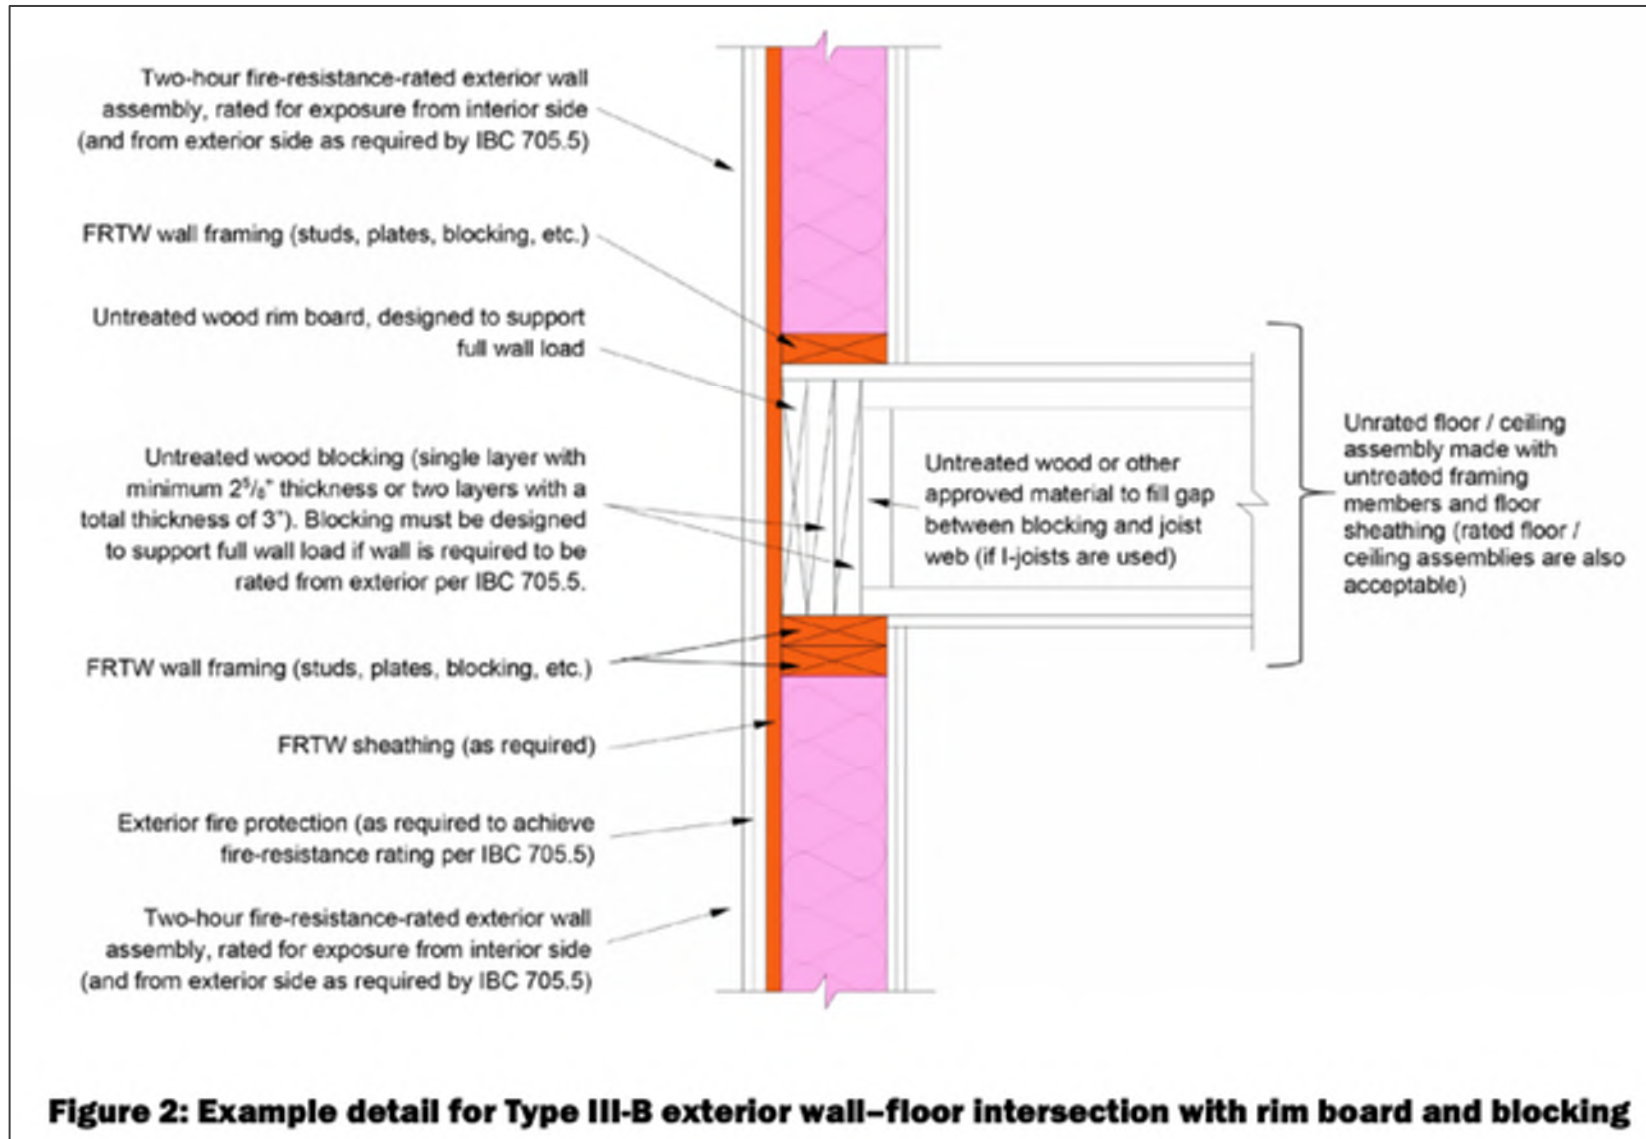 Two-hour fire-resistance-rated exterior wall
assembly, rated for exposure from interior side
(and from exterior side as required by IBC 705.5)
FRTW wall framing (studs, plates, blocking, etc.)
Untreated wood rim board, designed to support
full wall load
Untreated wood blocking (single layer with
minimum 2⁵/₈" thickness or two layers with a
total thickness of 3"). Blocking must be designed
to support full wall load if wall is required to be
rated from exterior per IBC 705.5.
FRTW wall framing (studs, plates, blocking, etc.)
FRTW sheathing (as required)
Exterior fire protection (as required to achieve
fire-resistance rating per IBC 705.5)
Two-hour fire-resistance-rated exterior wall
assembly, rated for exposure from interior side
(and from exterior side as required by IBC 705.5)
Untreated wood or other
approved material to fill gap
between blocking and joist
web (if I-joists are used)
Unrated floor / ceiling
assembly made with
untreated framing
members and floor
sheathing (rated floor /
ceiling assemblies are also
acceptable)
Figure 2: Example detail for Type III-B exterior wall–floor intersection with rim board and blocking